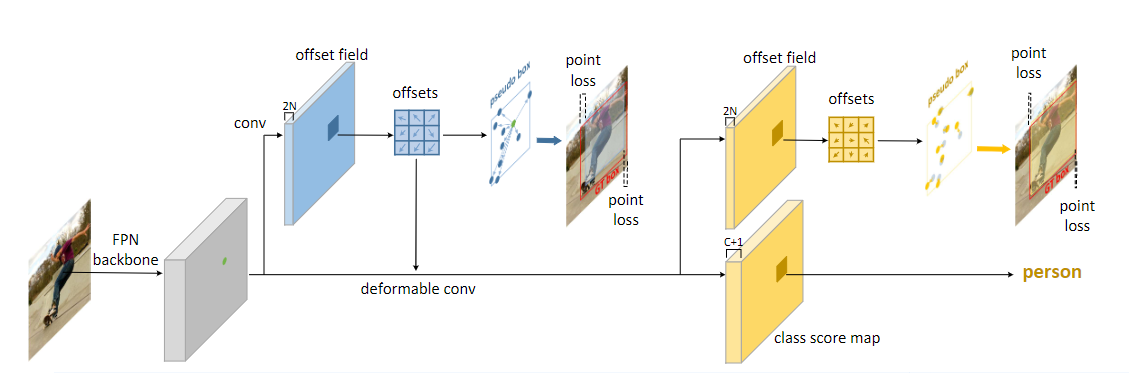 FPN
backbone
conv
2N
offset field
offsets
pseudo box
point
loss
GT box
point
loss
deformable conv
2N
offset field
offsets
pseudo box
point
loss
GT box
point
loss
C+1
class score map
person